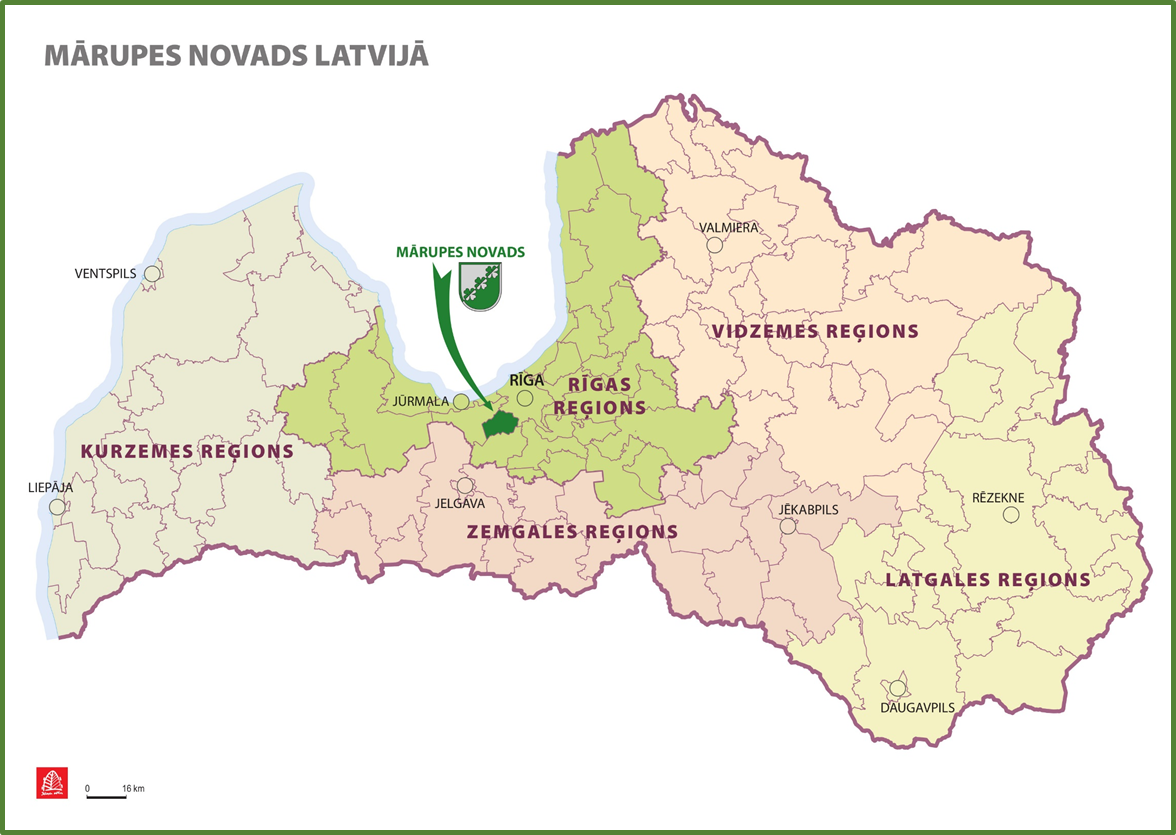 MĀRUPES NOVADS LATVIJĀ
VALMIERA
MĀRUPES NOVADS
VENTSPILS
VIDZEMES REĢIONS
RĪGA
RĪGAS
REĢIONS
JŪRMALA
KURZEMES REĢIONS
LIEPĀJA
RĒZEKNE
JELGAVA
JĒKABPILS
ZEMGALES REĢIONS
LATGALES REĢIONS
DAUGAVPILS
0 16 km